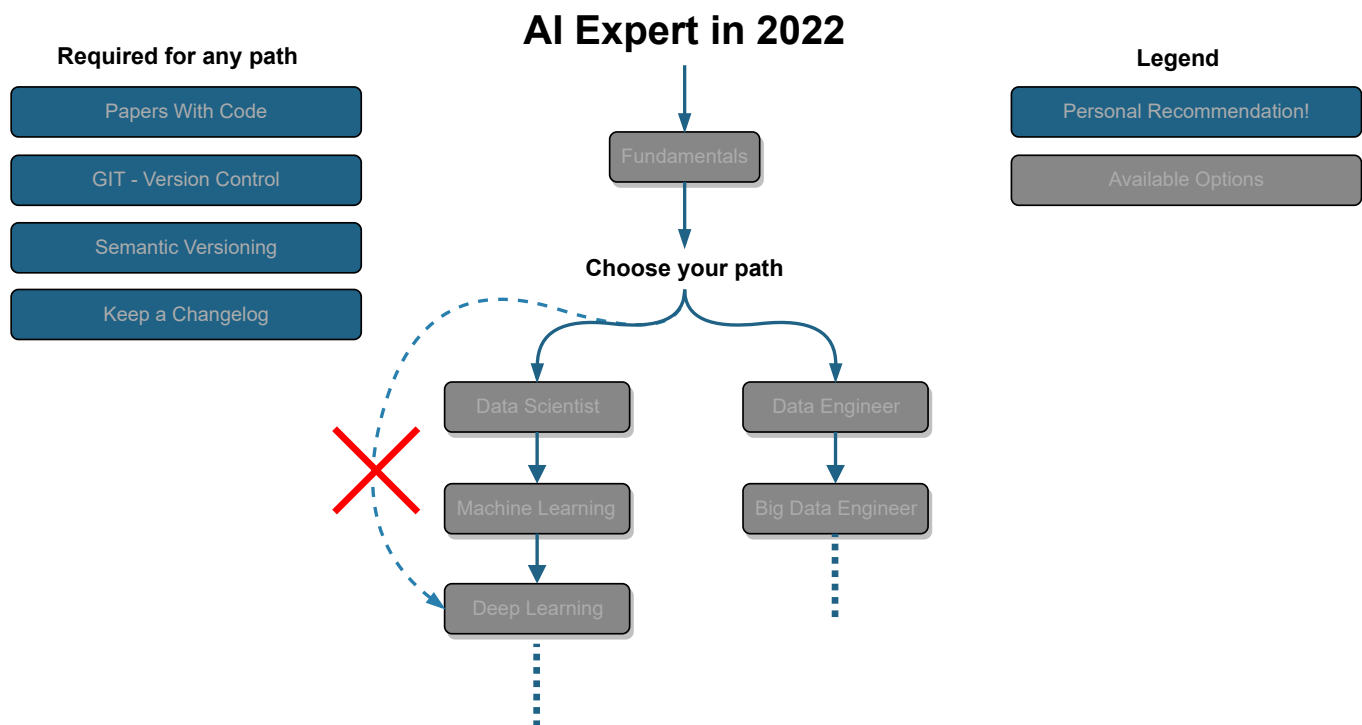 AI Expert in 2022
Required for any path
Papers With Code
GIT - Version Control
Semantic Versioning
Keep a Changelog
Legend
Personal Recommendation!
Available Options
Fundamentals
Choose your path
Data Scientist
Data Engineer
Machine Learning
Big Data Engineer
Deep Learning